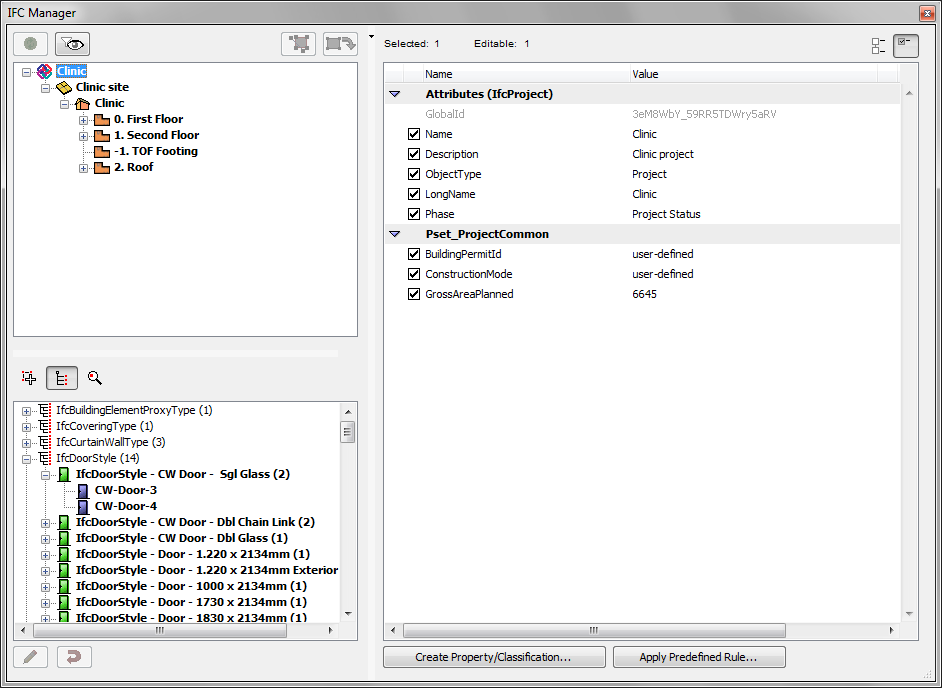 IFC Manager
Clinic
Clinic site
Clinic
0. First Floor
1. Second Floor
-1. TOF Footing
2. Roof
IfcBuildingElementProxyType (1)
IfcCoveringType (1)
IfcCurtainWallType (3)
IfcDoorStyle (14)
IfcDoorStyle - CW Door -  Sgl Glass (2)
CW-Door-3
CW-Door-4
IfcDoorStyle - CW Door - Dbl Chain Link (2)
IfcDoorStyle - CW Door - Dbl Glass (1)
IfcDoorStyle - Door - 1.220 x 2134mm (1)
IfcDoorStyle - Door - 1.220 x 2134mm Exterior
IfcDoorStyle - Door - 1000 x 2134mm (1)
IfcDoorStyle - Door - 1730 x 2134mm (1)
IfcDoorStyle - Door - 1830 x 2134mm (1)
Selected: 1 Editable: 1
Name Value
Attributes (IfcProject)
GlobalId 3eM8WbY_59RR5TDWry5aRV
Name Clinic
Description Clinic project
ObjectType Project
LongName Clinic
Phase Project Status
Pset_ProjectCommon
BuildingPermitId user-defined
ConstructionMode user-defined
GrossAreaPlanned 6645
Create Property/Classification... Apply Predefined Rule...